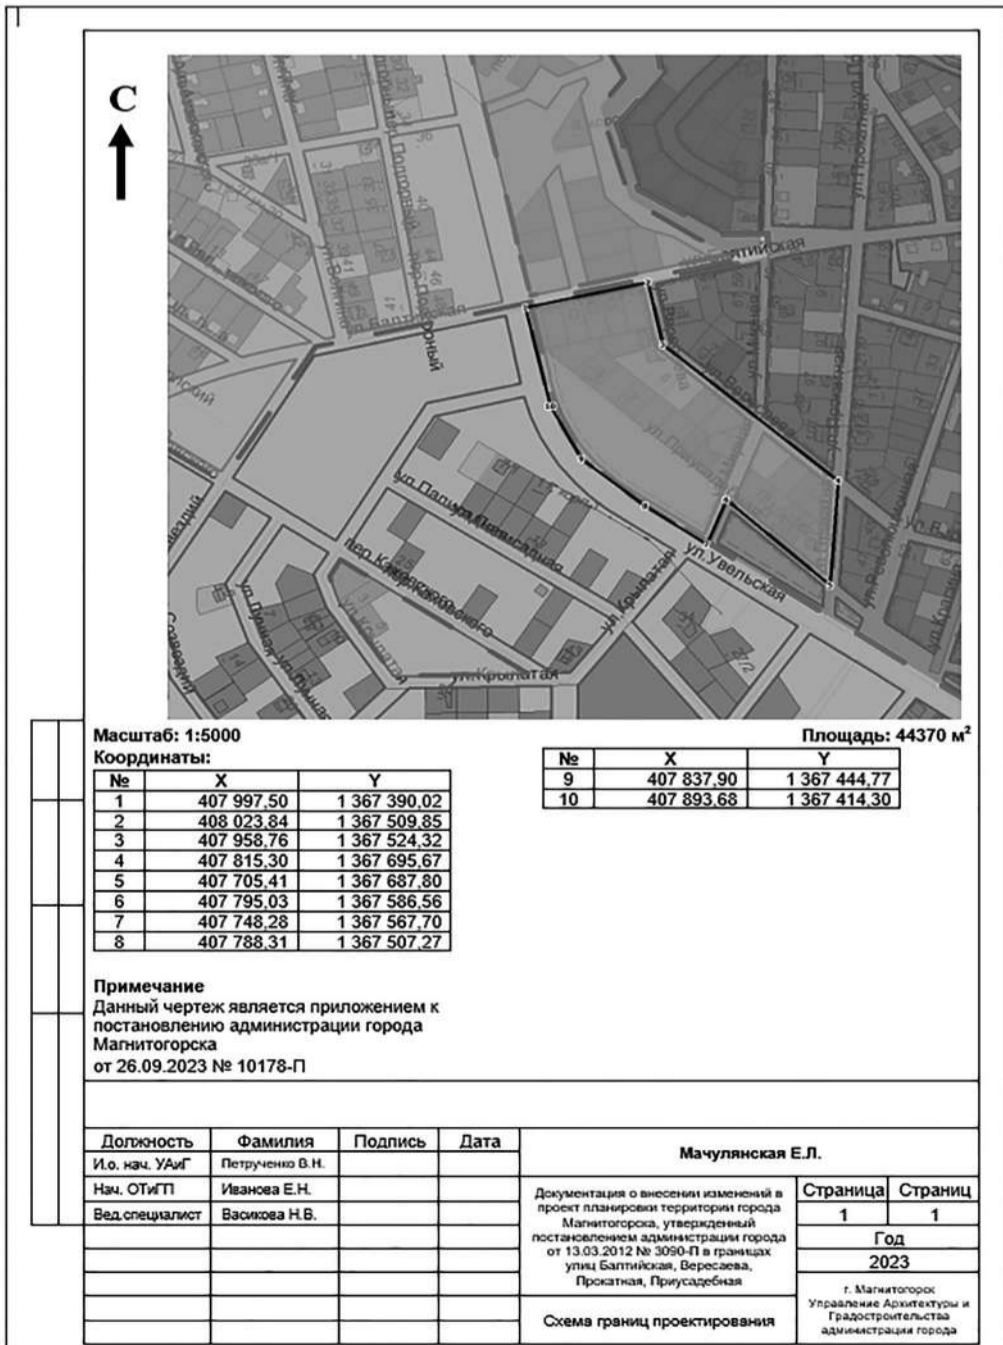 С
ул.Балтийская
ул.Мичная
ул.Вересаева
ул.Прокатная
пер.Подгорный
ул.Увельская
ул.Крылатая
ул.Крылатая
ул.Лунная
Масштаб: 1:5000
Площадь: 44370 м²
Координаты:
№ X Y
1 407 997,50 1 367 390,02
2 408 023,84 1 367 509,85
3 407 958,76 1 367 524,32
4 407 815,30 1 367 695,67
5 407 705,41 1 367 687,80
6 407 795,03 1 367 586,56
7 407 748,28 1 367 567,70
8 407 788,31 1 367 507,27
№ X Y
9 407 837,90 1 367 444,77
10 407 893,68 1 367 414,30
Примечание
Данный чертеж является приложением к
постановлению администрации города
Магнитогорска
от 26.09.2023 № 10178-П
Должность Фамилия Подпись Дата
И.о. нач. УАиГ Петрученко В.Н.
Нач. ОТиГП Иванова Е.Н.
Вед.специалист Васикова Н.В.
Мачулянская Е.Л.
Документация о внесении изменений в
проект планировки территории города
Магнитогорска, утвержденный
постановлением администрации города
от 13.03.2012 № 3090-П в границах
улиц Балтийская, Вересаева,
Прокатная, Приусадебная
Страница Страниц
1 1
Год
2023
Схема границ проектирования
г. Магнитогорск
Управление Архитектуры и
Градостроительства
администрации города